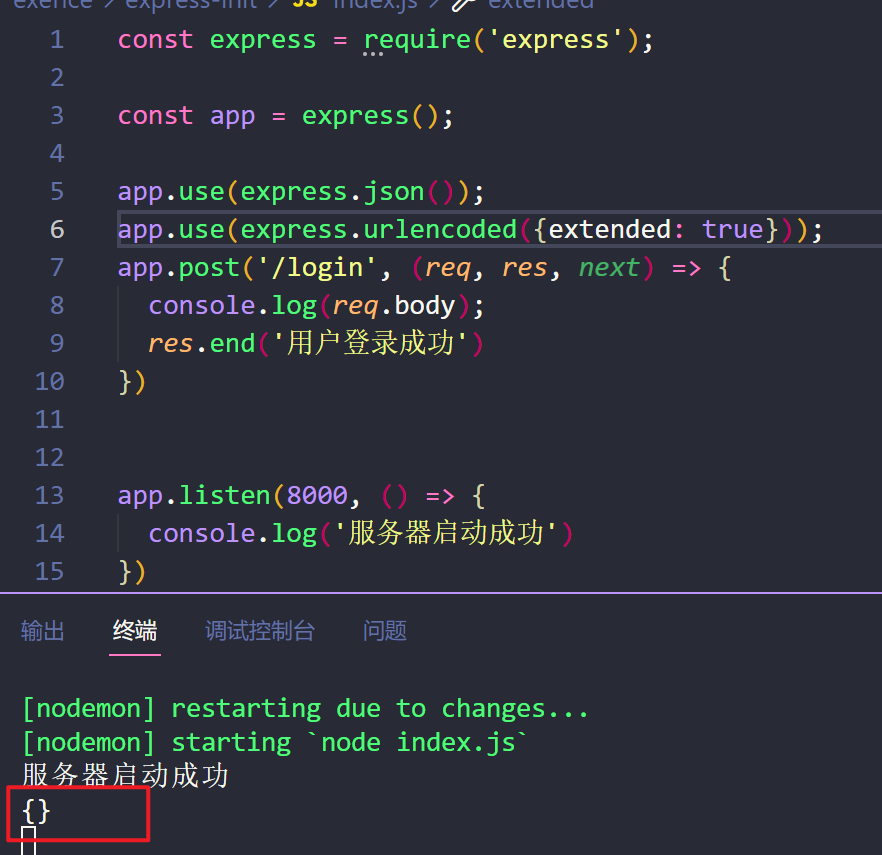 exence > express-init > JS index.js > extended
1 const express = require('express');
2
3 const app = express();
4
5 app.use(express.json());
6 app.use(express.urlencoded({extended: true}));
7 app.post('/login', (req, res, next) => {
8 console.log(req.body);
9 res.end('用户登录成功')
10 })
11
12
13 app.listen(8000, () => {
14 console.log('服务器启动成功')
15 })
输出 终端 调试控制台 问题
[nodemon] restarting due to changes...
[nodemon] starting `node index.js`
服务器启动成功
{}